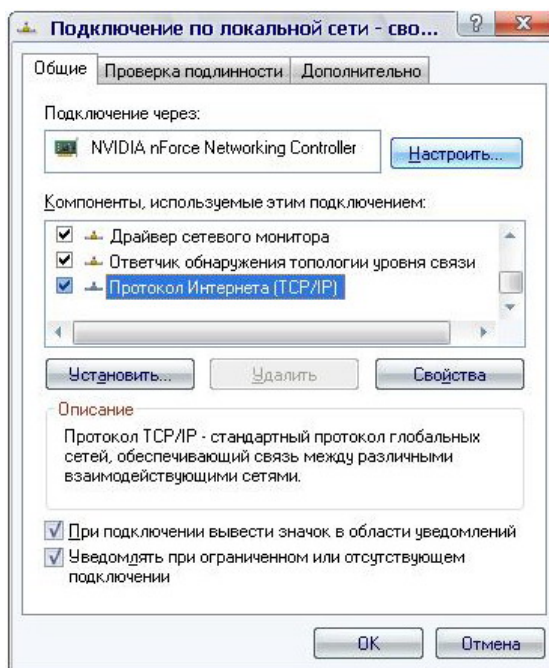 Подключение по локальной сети - сво...
Общие Проверка подлинности Дополнительно
Подключение через:
NVIDIA nForce Networking Controller Настроить...
Компоненты, используемые этим подключением:
Драйвер сетевого монитора
Ответчик обнаружения топологии уровня связи
Протокол Интернета (TCP/IP)
Установить... Удалить Свойства
Описание
Протокол TCP/IP - стандартный протокол глобальных
сетей, обеспечивающий связь между различными
взаимодействующими сетями.
При подключении вывести значок в области уведомлений
Уведомлять при ограниченном или отсутствующем
подключении
OK Отмена